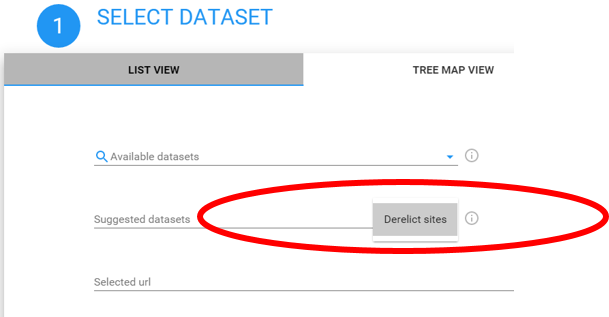 1 SELECT DATASET
LIST VIEW TREE MAP VIEW
Available datasets
Suggested datasets Derelict sites
Selected url